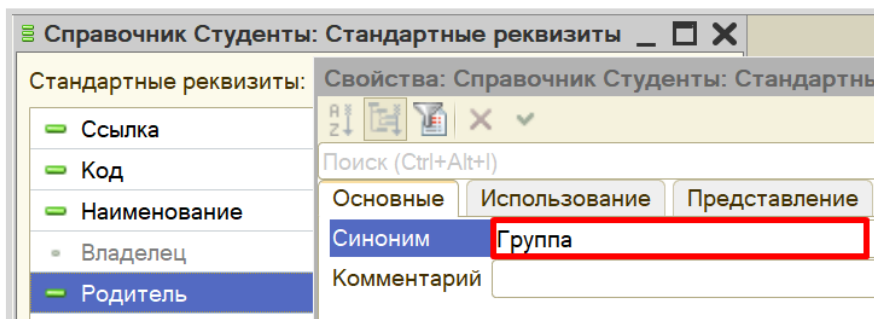 Справочник Студенты: Стандартные реквизиты
Стандартные реквизиты:
Свойства: Справочник Студенты: Стандартны
Поиск (Ctrl+Alt+I)
Ссылка
Код
Наименование
Владелец
Родитель
Основные Использование Представление
Синоним Группа
Комментарий